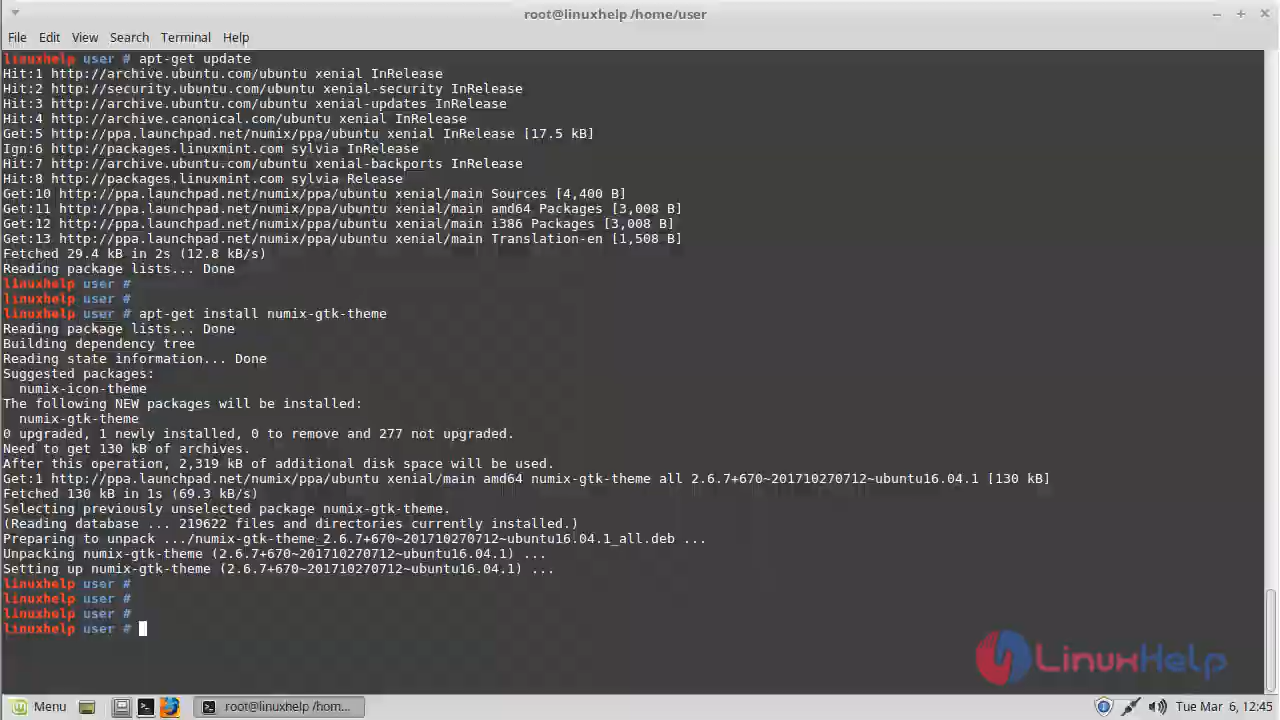 root@linuxhelp /home/user
File Edit View Search Terminal Help
linuxhelp user # apt-get update
Hit:1 http://archive.ubuntu.com/ubuntu xenial InRelease
Hit:2 http://security.ubuntu.com/ubuntu xenial-security InRelease
Hit:3 http://archive.ubuntu.com/ubuntu xenial-updates InRelease
Hit:4 http://archive.canonical.com/ubuntu xenial InRelease
Get:5 http://ppa.launchpad.net/numix/ppa/ubuntu xenial InRelease [17.5 kB]
Ign:6 http://packages.linuxmint.com sylvia InRelease
Hit:7 http://archive.ubuntu.com/ubuntu xenial-backports InRelease
Hit:8 http://packages.linuxmint.com sylvia Release
Get:10 http://ppa.launchpad.net/numix/ppa/ubuntu xenial/main Sources [4,400 B]
Get:11 http://ppa.launchpad.net/numix/ppa/ubuntu xenial/main amd64 Packages [3,008 B]
Get:12 http://ppa.launchpad.net/numix/ppa/ubuntu xenial/main i386 Packages [3,008 B]
Get:13 http://ppa.launchpad.net/numix/ppa/ubuntu xenial/main Translation-en [1,508 B]
Fetched 29.4 kB in 2s (12.8 kB/s)
Reading package lists... Done
linuxhelp user #
linuxhelp user #
linuxhelp user # apt-get install numix-gtk-theme
Reading package lists... Done
Building dependency tree
Reading state information... Done
Suggested packages:
numix-icon-theme
The following NEW packages will be installed:
numix-gtk-theme
0 upgraded, 1 newly installed, 0 to remove and 277 not upgraded.
Need to get 130 kB of archives.
After this operation, 2,319 kB of additional disk space will be used.
Get:1 http://ppa.launchpad.net/numix/ppa/ubuntu xenial/main amd64 numix-gtk-theme all 2.6.7+670~201710270712~ubuntu16.04.1 [130 kB]
Fetched 130 kB in 1s (69.3 kB/s)
Selecting previously unselected package numix-gtk-theme.
(Reading database ... 219622 files and directories currently installed.)
Preparing to unpack .../numix-gtk-theme_2.6.7+670~201710270712~ubuntu16.04.1_all.deb ...
Unpacking numix-gtk-theme (2.6.7+670~201710270712~ubuntu16.04.1) ...
Setting up numix-gtk-theme (2.6.7+670~201710270712~ubuntu16.04.1) ...
linuxhelp user #
linuxhelp user #
linuxhelp user #
linuxhelp user #
LinuxHelp
Menu root@linuxhelp /hom... Tue Mar 6, 12:45